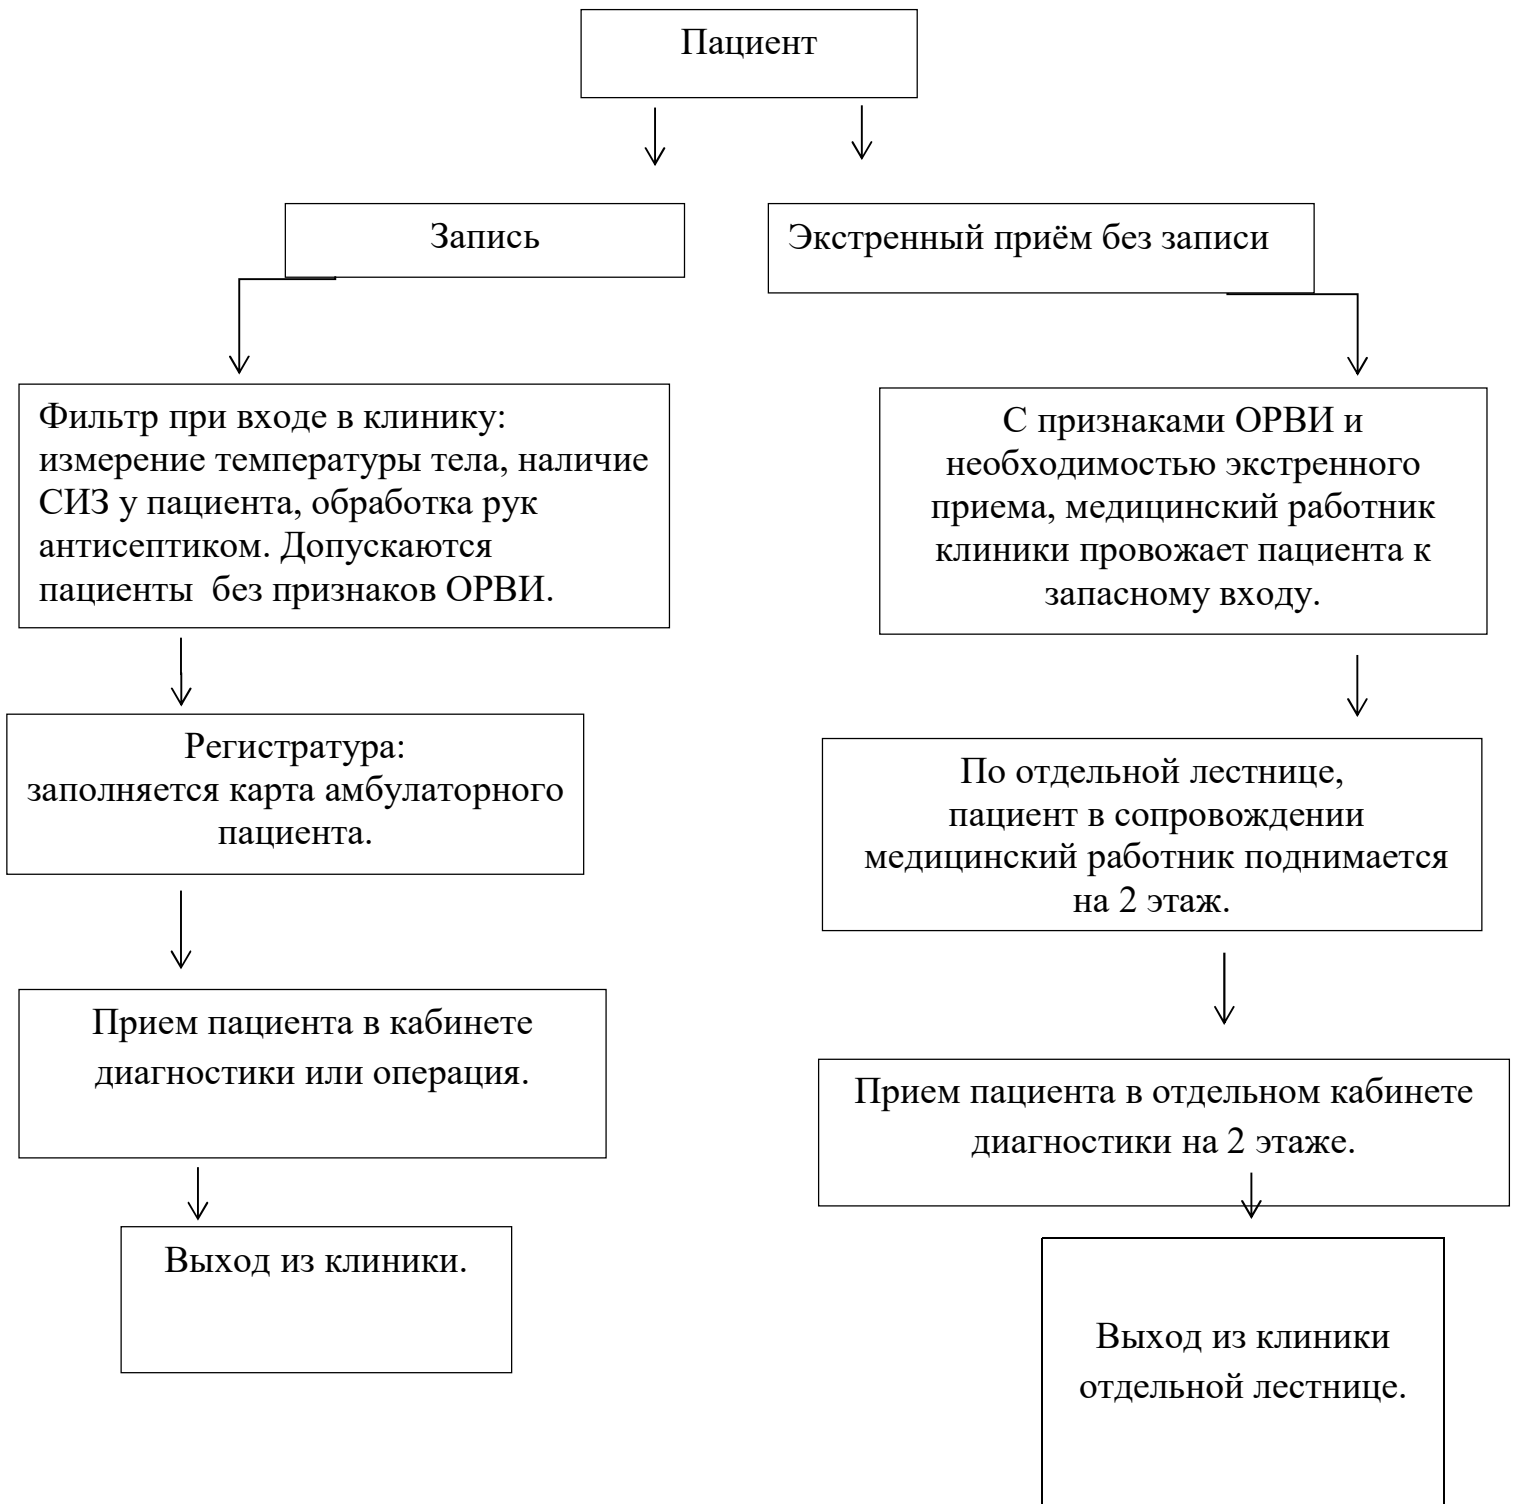 Пациент
Запись
Экстренный приём без записи
Фильтр при входе в клинику:
измерение температуры тела, наличие
СИЗ у пациента, обработка рук
антисептиком. Допускаются
пациенты  без признаков ОРВИ.
С признаками ОРВИ и
необходимостью экстренного
приема, медицинский работник
клиники провожает пациента к
запасному входу.
Регистратура:
заполняется карта амбулаторного
пациента.
По отдельной лестнице,
пациент в сопровождении
медицинский работник поднимается
на 2 этаж.
Прием пациента в кабинете
диагностики или операция.
Прием пациента в отдельном кабинете
диагностики на 2 этаже.
Выход из клиники.
Выход из клиники
отдельной лестнице.